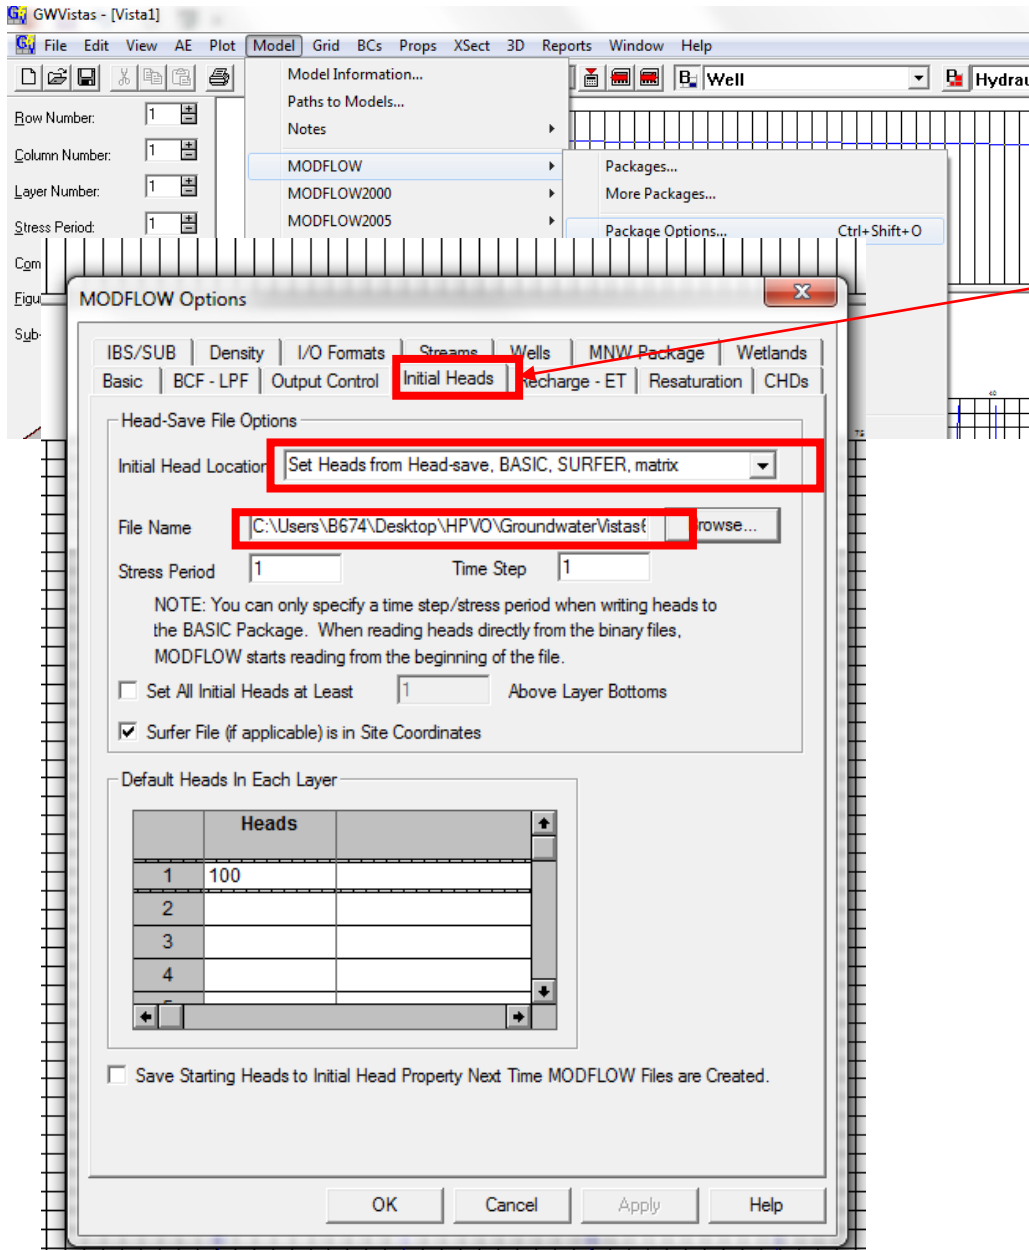 GWVistas - [Vista1]
File Edit View AE Plot Model Grid BCs Props XSect 3D Reports Window Help
Model Information...
Paths to Models...
Notes
MODFLOW
MODFLOW2000
MODFLOW2005
Well
Hydrau
Row Number: 1
Column Number: 1
Layer Number: 1
Stress Period: 1
Com
Figu
Sub-
Packages...
More Packages...
Package Options... Ctrl+Shift+O
MODFLOW Options
IBS/SUB Density I/O Formats Streams Wells MNW Package Wetlands
Basic BCF - LPF Output Control Initial Heads Recharge - ET Resaturation CHDs
Head-Save File Options
Initial Head Location Set Heads from Head-save, BASIC, SURFER, matrix
File Name C:\Users\B674\Desktop\HPVO\GroundwaterVistas6 Browse...
Stress Period 1 Time Step 1
NOTE: You can only specify a time step/stress period when writing heads to
the BASIC Package. When reading heads directly from the binary files,
MODFLOW starts reading from the beginning of the file.
Set All Initial Heads at Least 1 Above Layer Bottoms
Surfer File (if applicable) is in Site Coordinates
Default Heads In Each Layer
Heads
1 100
2
3
4
Save Starting Heads to Initial Head Property Next Time MODFLOW Files are Created.
OK Cancel Apply Help